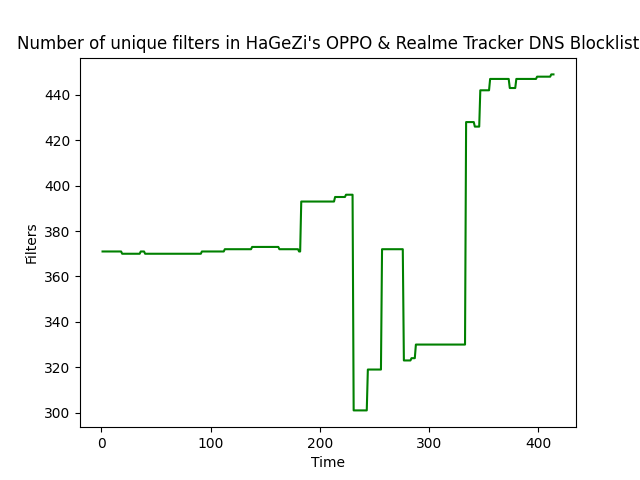 Number of unique filters in HaGeZi's OPPO & Realme Tracker DNS Blocklist
440
420
400
380
360
340
320
300
Filters
0 100 200 300 400
Time